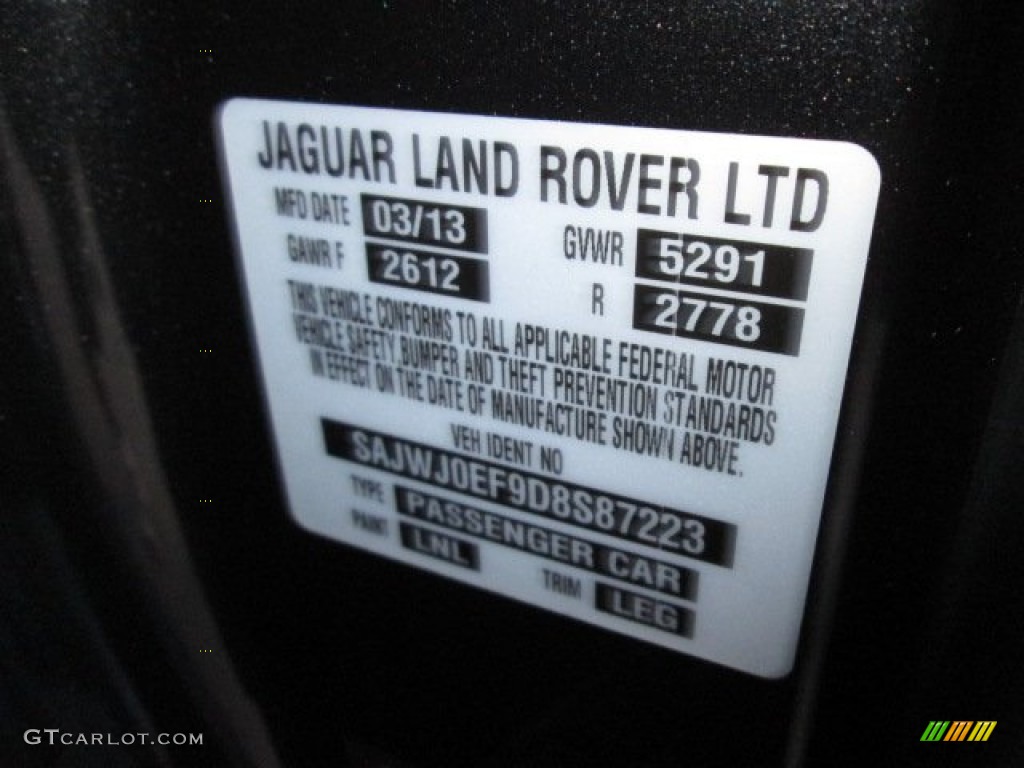 JAGUAR LAND ROVER LTD
MFD DATE 03/13 GVWR 5291
GAWR F 2612 R 2778
THIS VEHICLE CONFORMS TO ALL APPLICABLE FEDERAL MOTOR
VEHICLE SAFETY, BUMPER AND THEFT PREVENTION STANDARDS
IN EFFECT ON THE DATE OF MANUFACTURE SHOWN ABOVE.
VEH IDENT NO
SAJWJ0EF9D8S87223
TYPE PASSENGER CAR
PAINT LNL TRIM LEG
GTCARLOT.COM